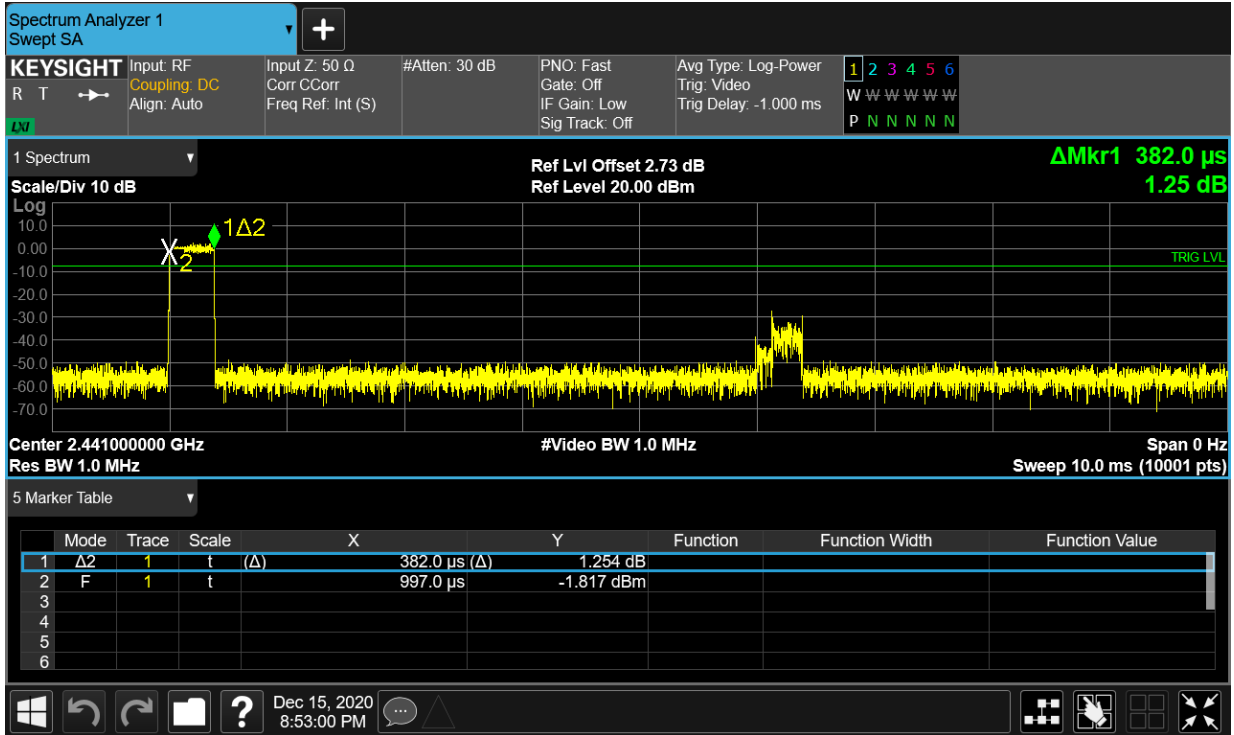 Spectrum Analyzer 1
Swept SA
KEYSIGHT
R T
LXI
Input: RF
Coupling: DC
Align: Auto
Input Z: 50 Ω
Corr CCorr
Freq Ref: Int (S)
#Atten: 30 dB
PNO: Fast
Gate: Off
IF Gain: Low
Sig Track: Off
Avg Type: Log-Power
Trig: Video
Trig Delay: -1.000 ms
1 2 3 4 5 6
W W W W W W
P N N N N N
1 Spectrum
Scale/Div 10 dB
Ref Lvl Offset 2.73 dB
Ref Level 20.00 dBm
ΔMkr1 382.0 µs
1.25 dB
Log
10.0
0.00
-10.0
-20.0
-30.0
-40.0
-50.0
-60.0
-70.0
1Δ2
2
TRIG LVL
Center 2.441000000 GHz
#Video BW 1.0 MHz
Span 0 Hz
Res BW 1.0 MHz
Sweep 10.0 ms (10001 pts)
5 Marker Table
Mode Trace Scale X Y Function Function Width Function Value
1 Δ2 1 t (Δ) 382.0 µs (Δ) 1.254 dB
2 F 1 t 997.0 µs -1.817 dBm
3
4
5
6
?
Dec 15, 2020
8:53:00 PM